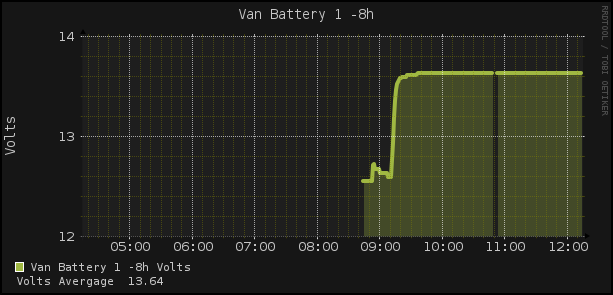 Van Battery 1 -8h
RRDTOOL / TOBI OETIKER
Volts
14
13
12
05:00 06:00 07:00 08:00 09:00 10:00 11:00 12:00
Van Battery 1 -8h Volts
Volts Avergage 13.64